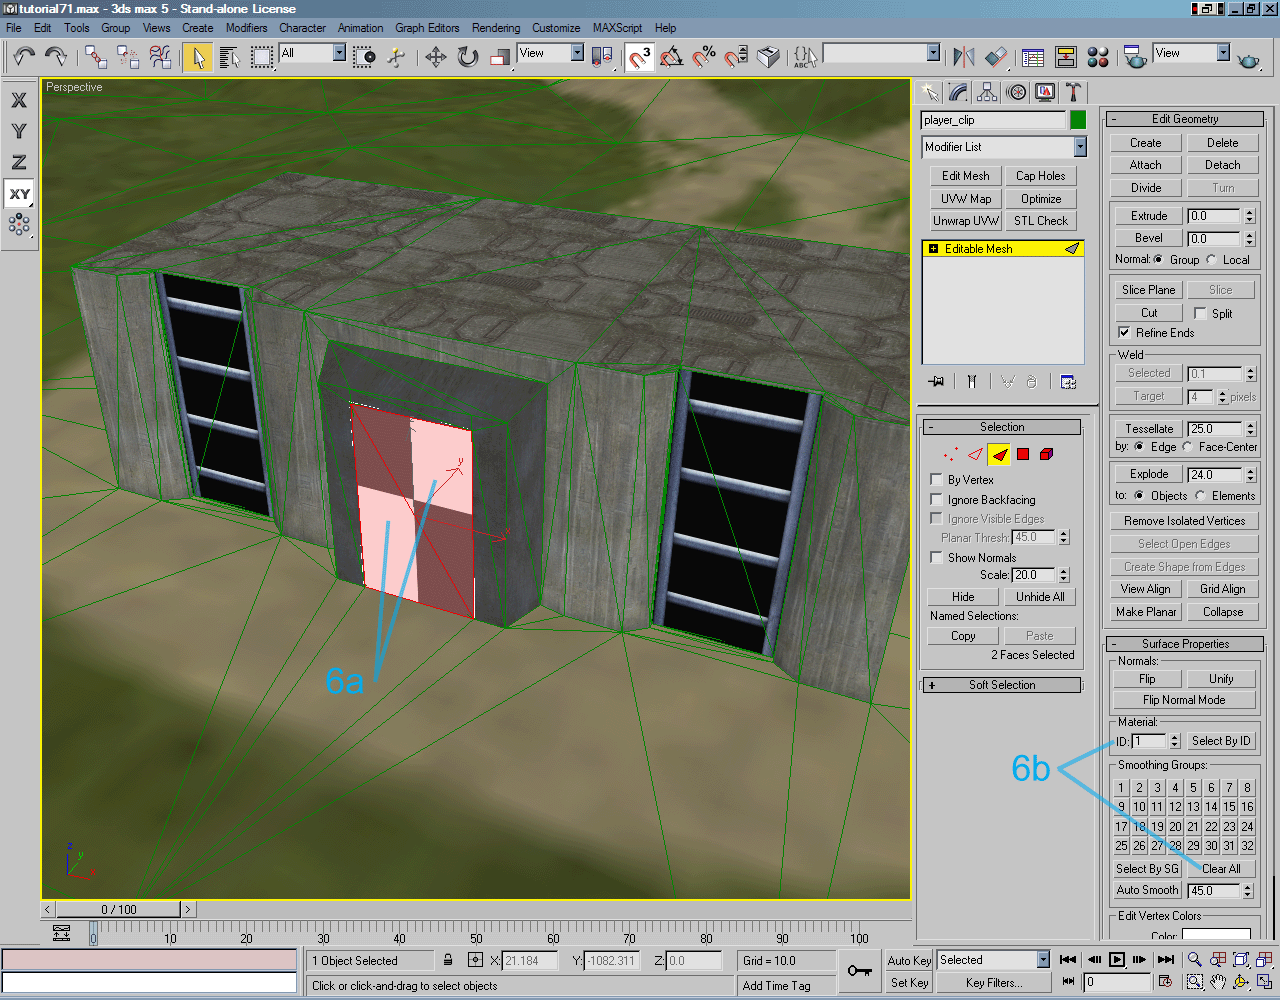 tutorial71.max - 3ds max 5 - Stand-alone License
File Edit Tools Group Views Create Modifiers Character Animation Graph Editors Rendering Customize MAXScript Help
All
View
3
%
ABC
View
X
Y
Z
XY
Perspective
y
x
6a
z
y
x
player_clip
Modifier List
Edit Mesh Cap Holes
UVW Map Optimize
Unwrap UVW STL Check
Editable Mesh
- Selection
By Vertex
Ignore Backfacing
Ignore Visible Edges
Planar Thresh: 45.0
Show Normals
Scale: 20.0
Hide Unhide All
Named Selections:
Copy Paste
2 Faces Selected
+ Soft Selection
- Edit Geometry
Create Delete
Attach Detach
Divide Turn
Extrude 0.0
Bevel 0.0
Normal: Group Local
Slice Plane Slice
Cut Split
Refine Ends
Weld
Selected 0.1
Target 4 pixels
Tessellate 25.0
by: Edge Face-Center
Explode 24.0
to: Objects Elements
Remove Isolated Vertices
Select Open Edges
Create Shape from Edges
View Align Grid Align
Make Planar Collapse
- Surface Properties
Normals:
Flip Unify
Flip Normal Mode
Material:
ID: 1 Select By ID
6b
Smoothing Groups:
1 2 3 4 5 6 7 8
9 10 11 12 13 14 15 16
17 18 19 20 21 22 23 24
25 26 27 28 29 30 31 32
Select By SG Clear All
Auto Smooth 45.0
Edit Vertex Colors
Color:
< 0 / 100 >
0 10 20 30 40 50 60 70 80 90 100
1 Object Selected X: 21.184 Y: -1082.311 Z: 0.0 Grid = 10.0
Click or click-and-drag to select objects Add Time Tag
Auto Key Selected
Set Key Key Filters...
0